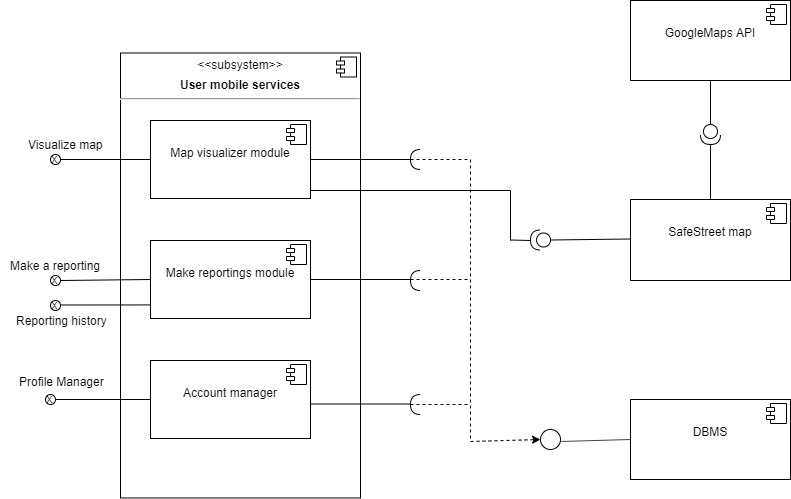 GoogleMaps API
<<subsystem>>
User mobile services
Visualize map
X
Map visualizer module
SafeStreet map
Make a reporting
X
Make reportings module
X
Reporting history
Profile Manager
X
Account manager
DBMS